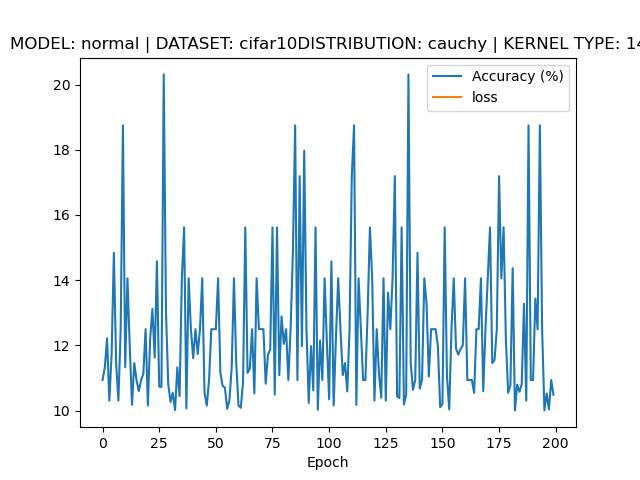 MODEL: normal | DATASET: cifar10DISTRIBUTION: cauchy | KERNEL TYPE: 14
Accuracy (%)
loss
20
18
16
14
12
10
0 25 50 75 100 125 150 175 200
Epoch